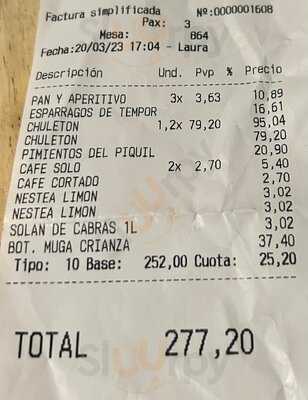 Factura simplificada Nº:0000001608
Pax: 3
Mesa: 864
Fecha:20/03/23 17:04 - Laura
Descripción Und. Pvp % Precio
PAN Y APERITIVO 3x 3,63 10,89
ESPARRAGOS DE TEMPOR 16,61
CHULETON 1,2x 79,20 95,04
CHULETON 79,20
PIMIENTOS DEL PIQUIL 20,90
CAFE SOLO 2x 2,70 5,40
CAFE CORTADO 2,70
NESTEA LIMON 3,02
NESTEA LIMON 3,02
SOLAN DE CABRAS 1L 3,02
BOT. MUGA CRIANZA 37,40
Tipo: 10 Base: 252,00 Cuota: 25,20
TOTAL 277,20